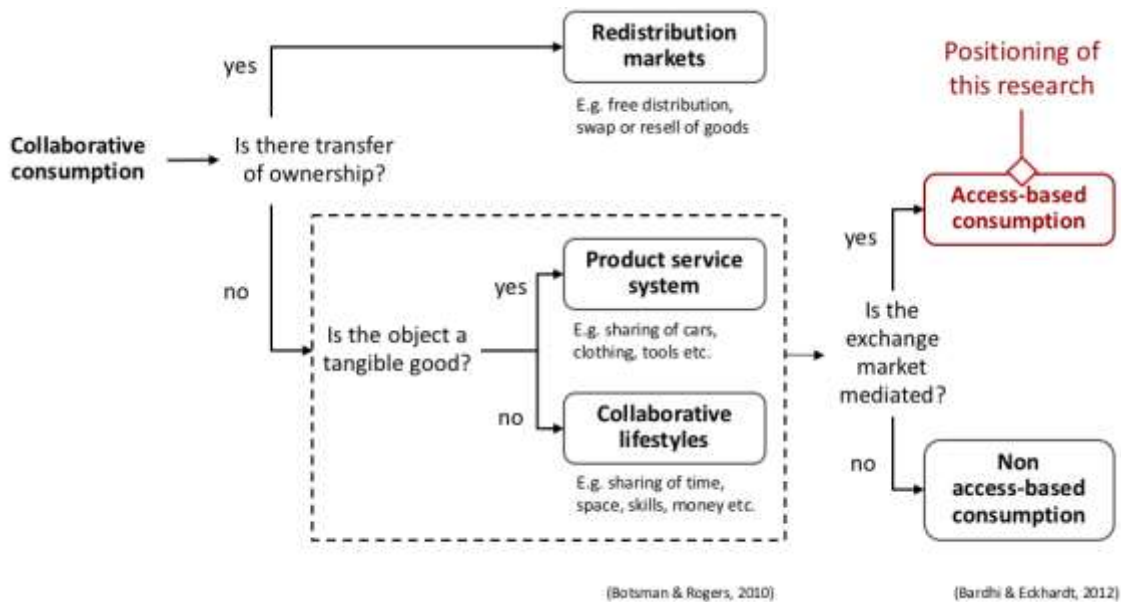 Collaborative
consumption
Is there transfer
of ownership?
yes
Redistribution
markets
E.g. free distribution,
swap or resell of goods
no
Is the object a
tangible good?
yes
Product service
system
E.g. sharing of cars,
clothing, tools etc.
no
Collaborative
lifestyles
E.g. sharing of time,
space, skills, money etc.
(Botsman & Rogers, 2010)
Is the
exchange
market
mediated?
yes
Positioning of
this research
Access-based
consumption
no
Non
access-based
consumption
(Bardhi & Eckhardt, 2012)